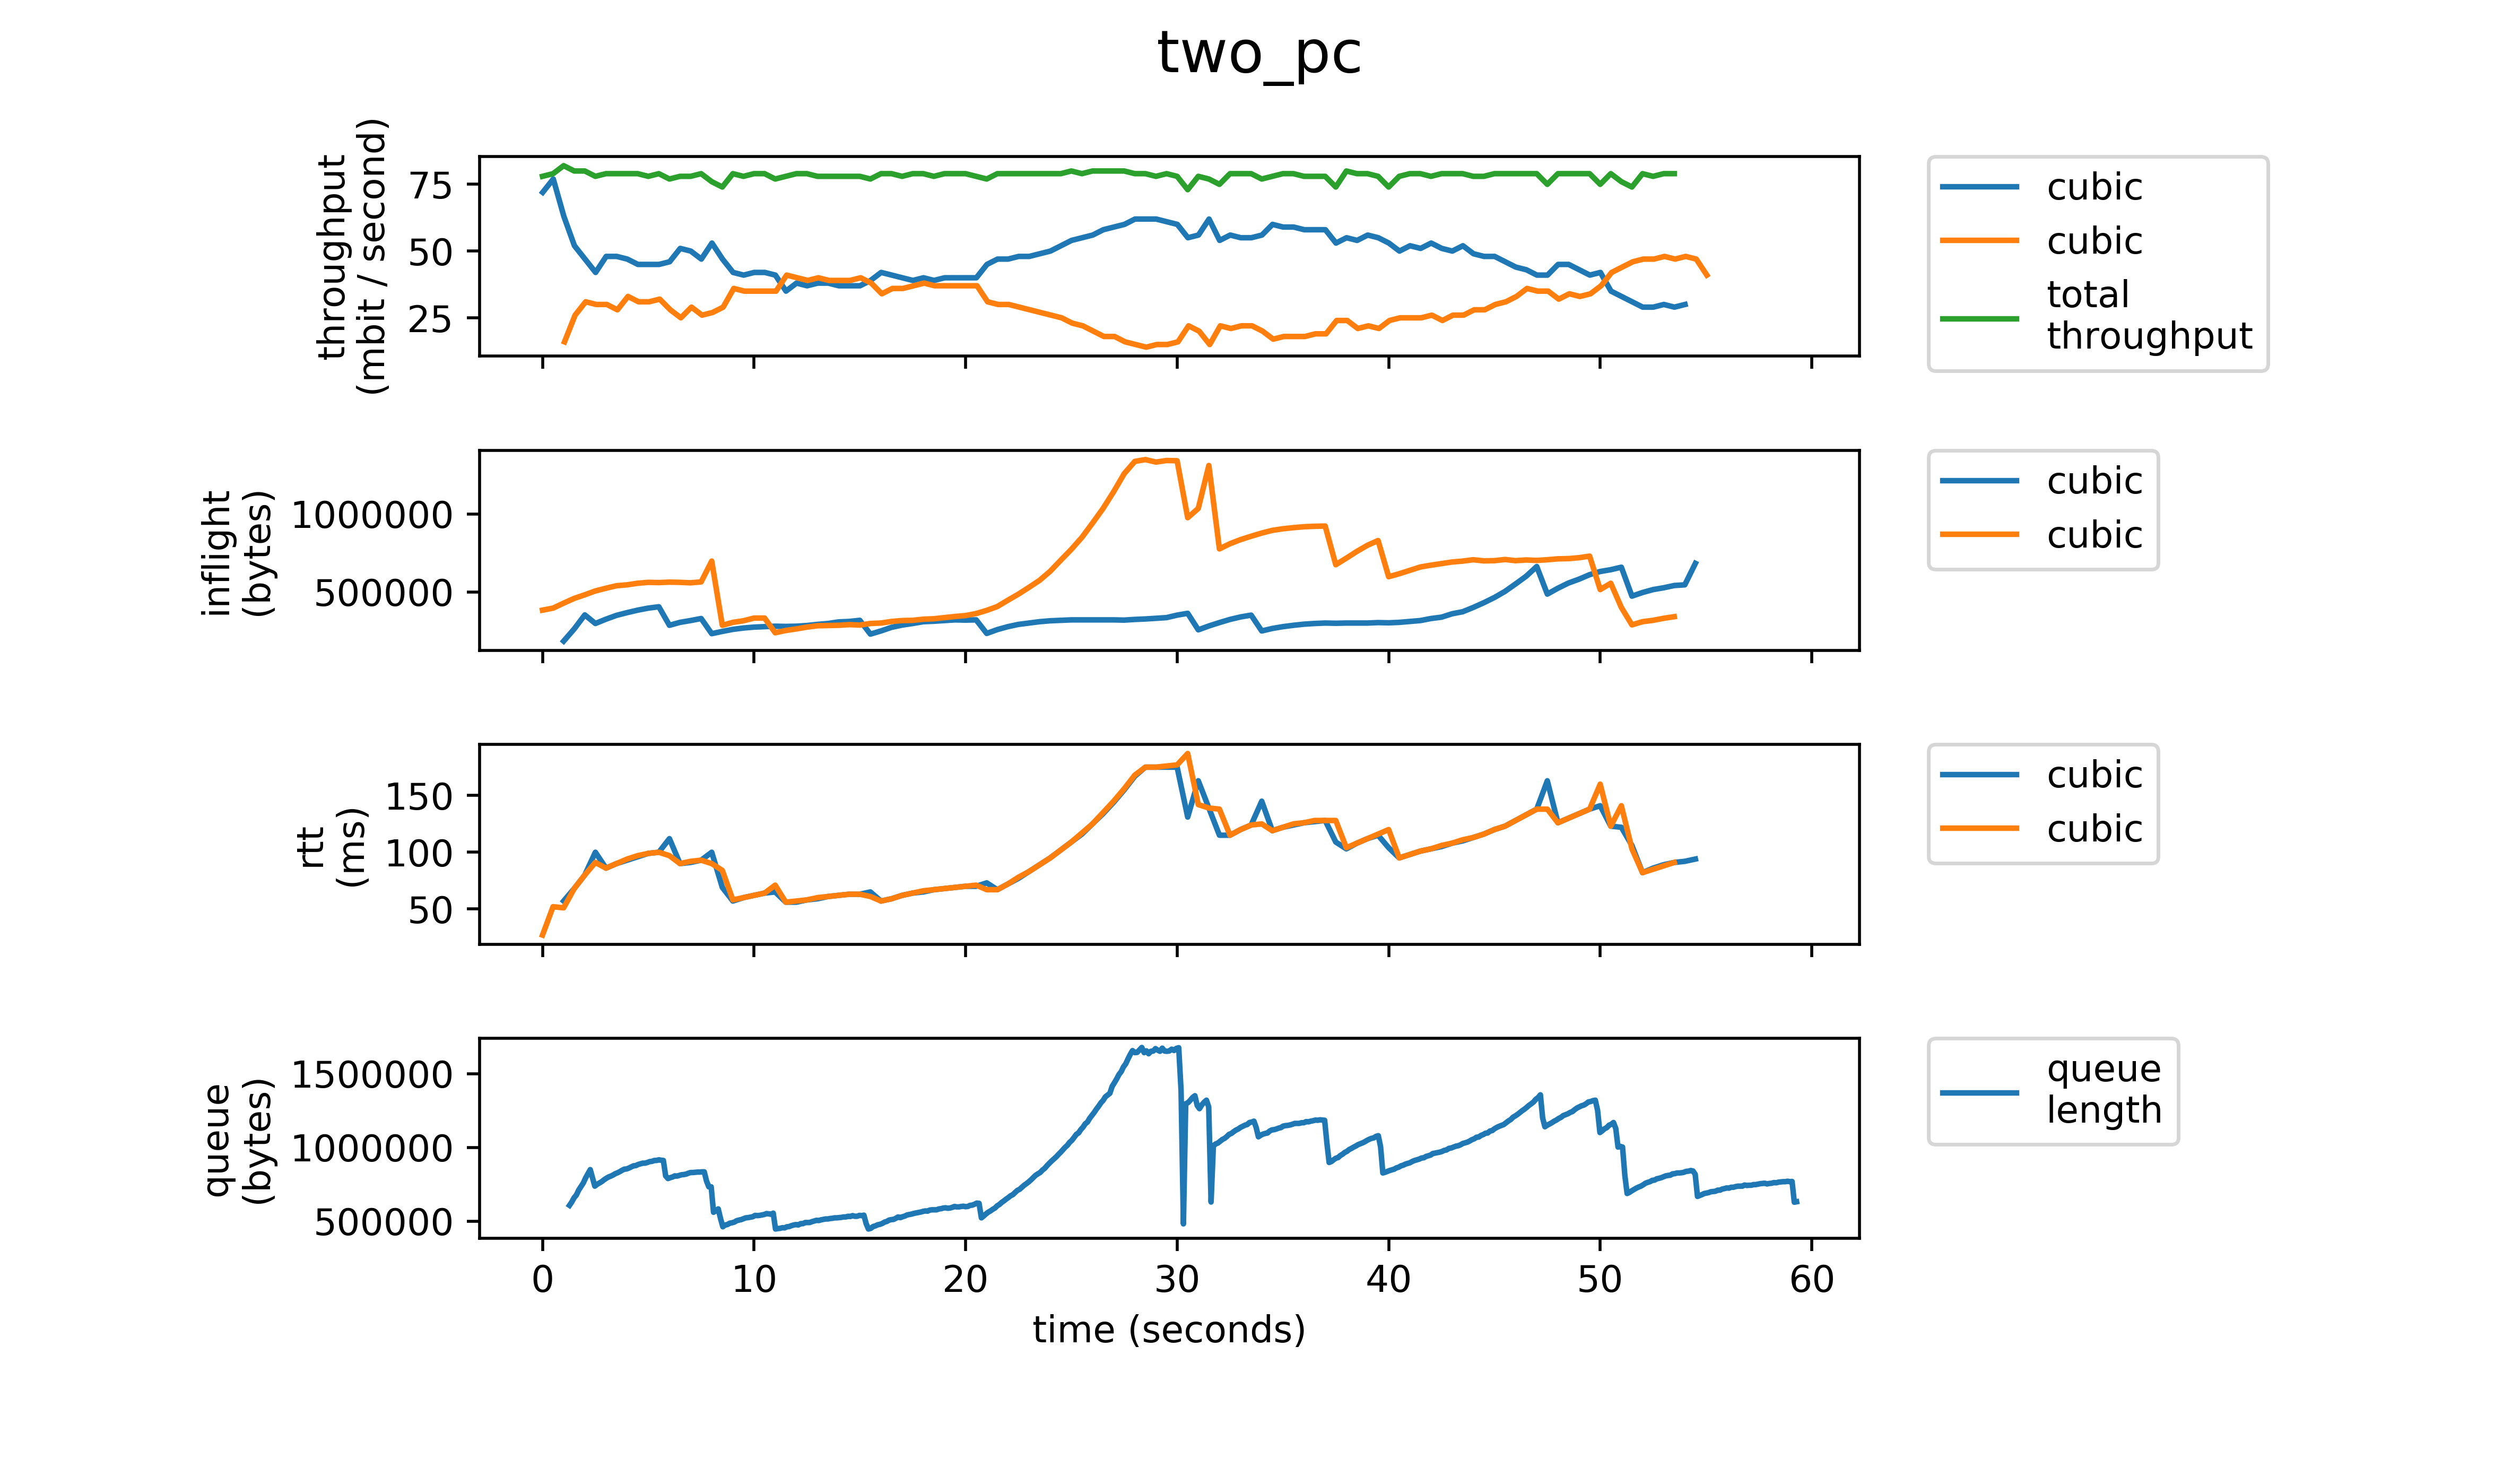 two_pc
throughput
(mbit / second)
75
50
25
cubic
cubic
total
throughput
inflight
(bytes)
1000000
500000
cubic
cubic
rtt
(ms)
150
100
50
cubic
cubic
queue
(bytes)
1500000
1000000
500000
queue
length
0 10 20 30 40 50 60
time (seconds)